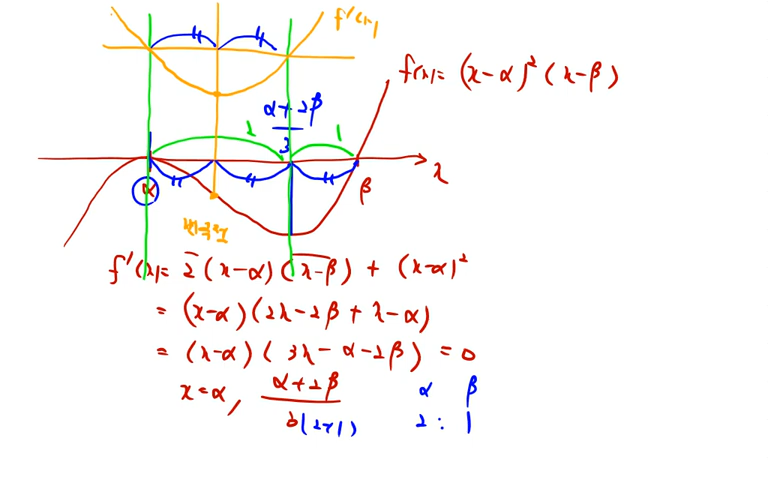 f'(x)
f(x) = (x-α)²(x-β)
α+2β
3
2
1
x
α
β
f'(x) = 2(x-α)(x-β) + (x-α)²
= (x-α)(2x-2β+x-α)
= (x-α)(3x-α-2β) = 0
x=α, α+2β
α β
2 : 1